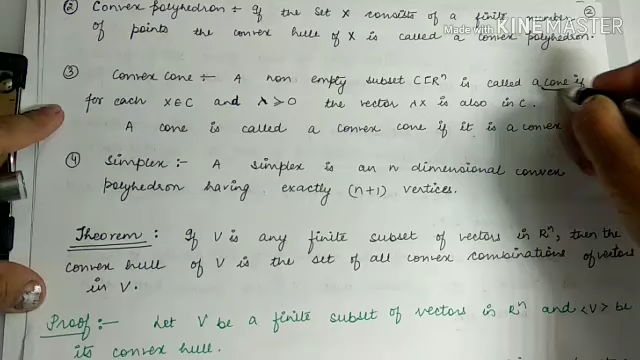 ② Convex Polyhedron :- If the set X consists of a finite number ②
of points the convex hull of X is called a convex polyhedron.
Made with KINEMASTER
③ Convex cone :- A non empty subset C⊂Rⁿ is called a cone if
for each X∈C and λ⩾0 the vector λX is also in C.
A cone is called a convex cone if it is a convex
④ Simplex :- A simplex is an n dimensional convex
polyhedron having exactly (n+1) vertices.
Theorem : If V is any finite subset of vectors in Rⁿ, then the
convex hull of V is the set of all convex combinations of vectors
in V.
Proof :- Let V be a finite subset of vectors in Rⁿ and <V> be
its convex hull.